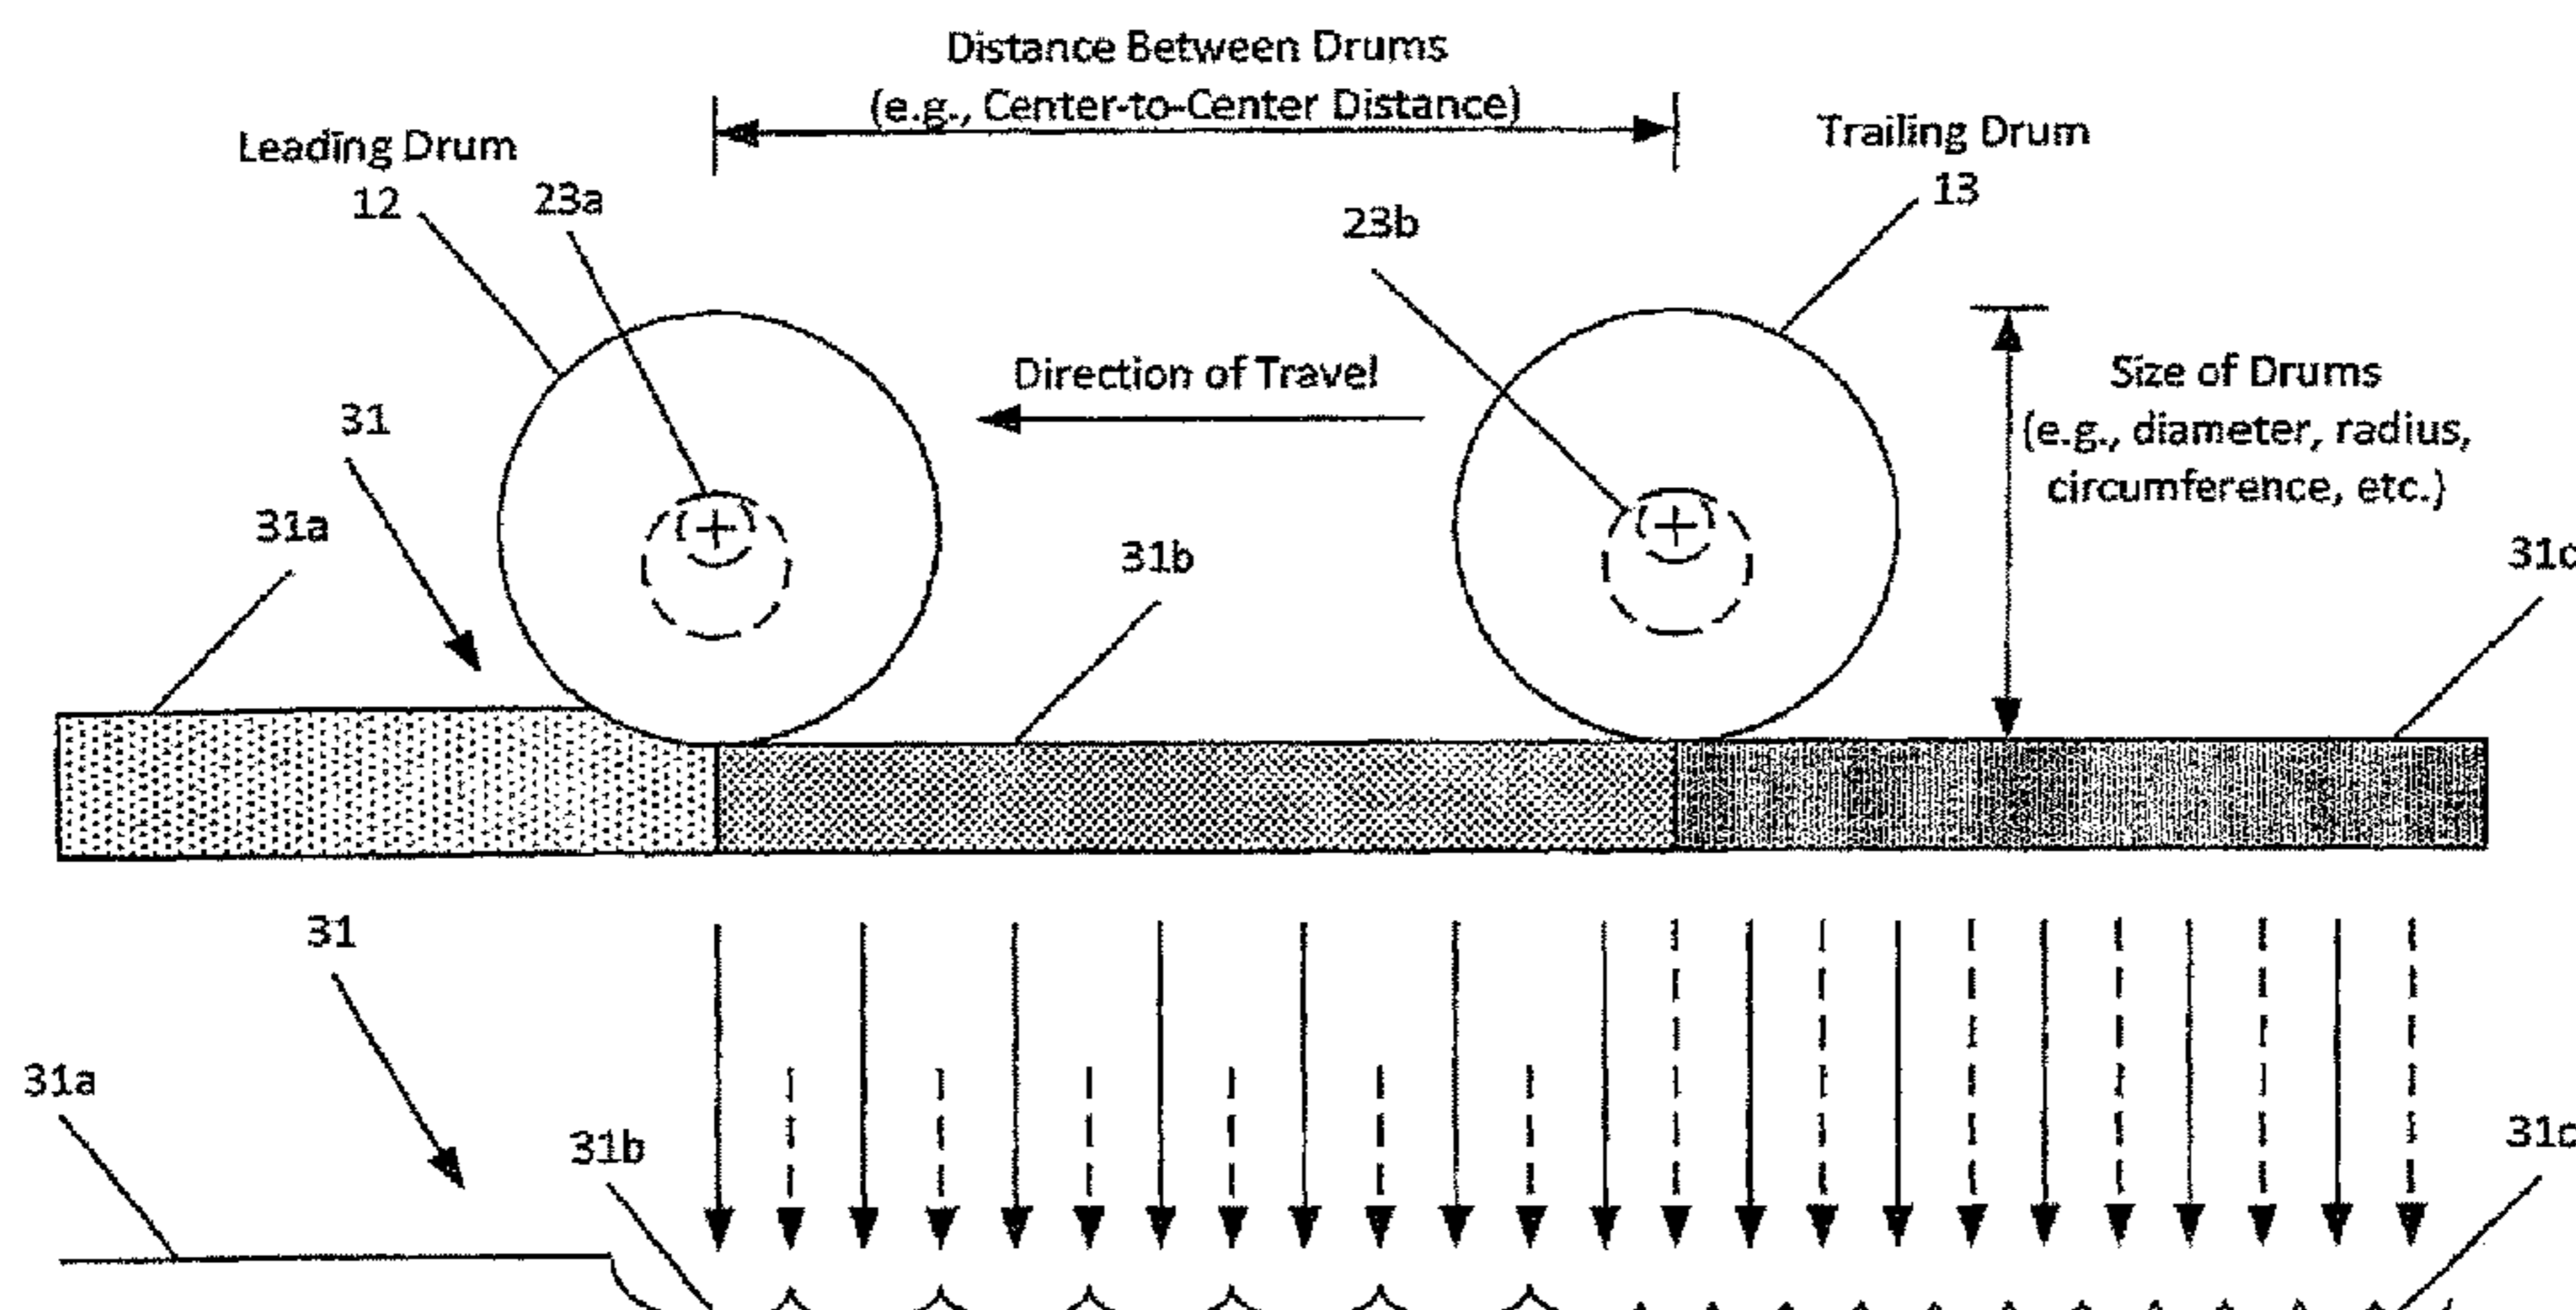 Distance Between Drums
(e.g., Center-to-Center Distance)
Leading Drum
12
23a
Trailing Drum
13
23b
Direction of Travel
Size of Drums
(e.g., diameter, radius,
circumference, etc.)
31
31a
31b
31c
31
31a
31b
31c